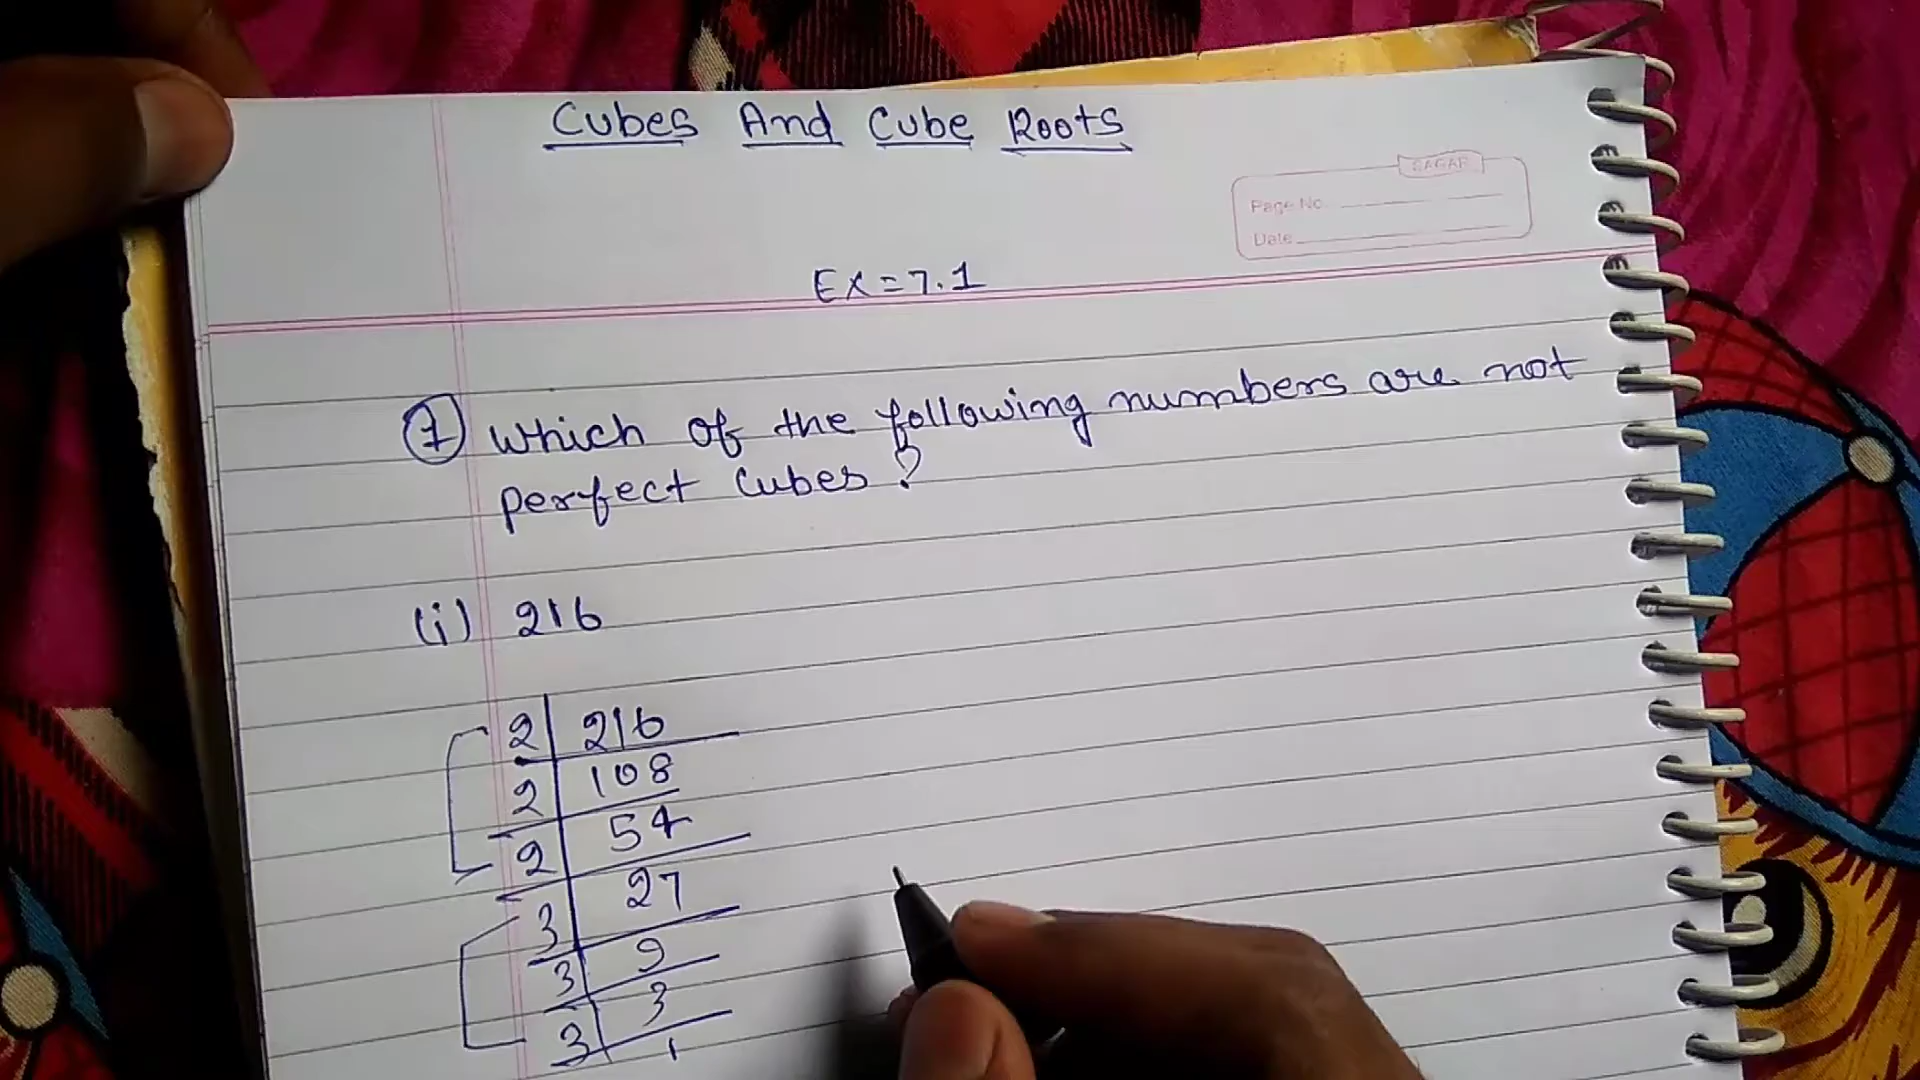 Cubes And Cube Roots
SAGAR
Page No.
Date
Ex = 7.1
1 Which of the following numbers are not
perfect cubes?
(i) 216
2 216
2 108
2 54
3 27
3 9
3 3
1